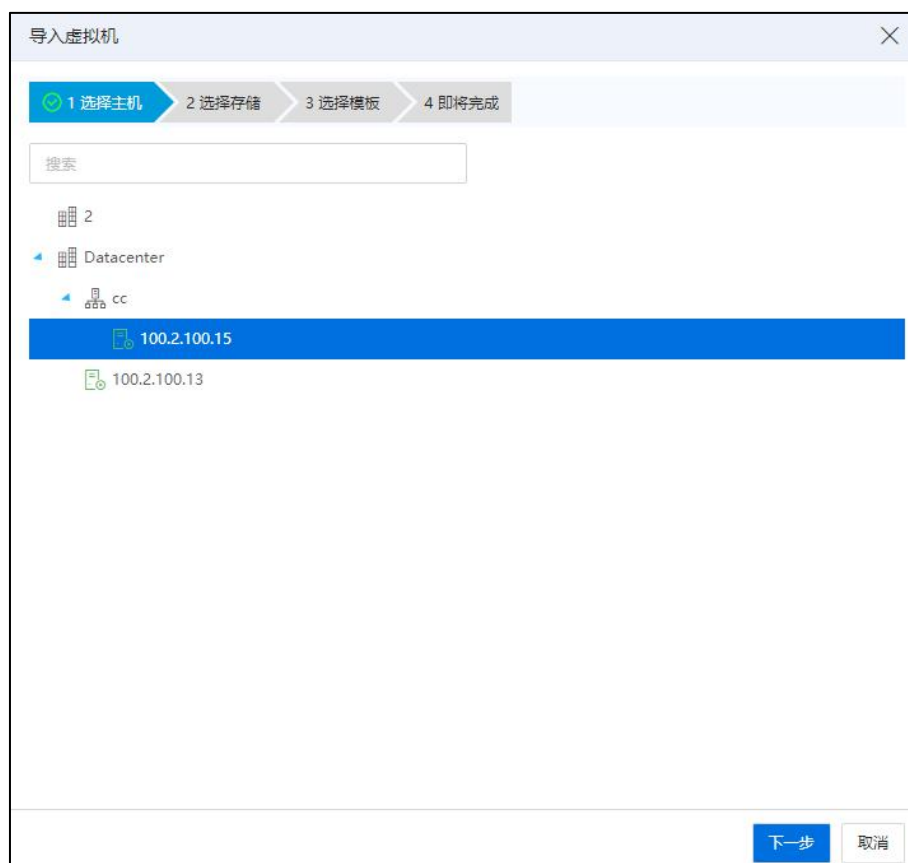 导入虚拟机
1 选择主机 2 选择存储 3 选择模板 4 即将完成
搜索
2
Datacenter
cc
100.2.100.15
100.2.100.13
下一步 取消